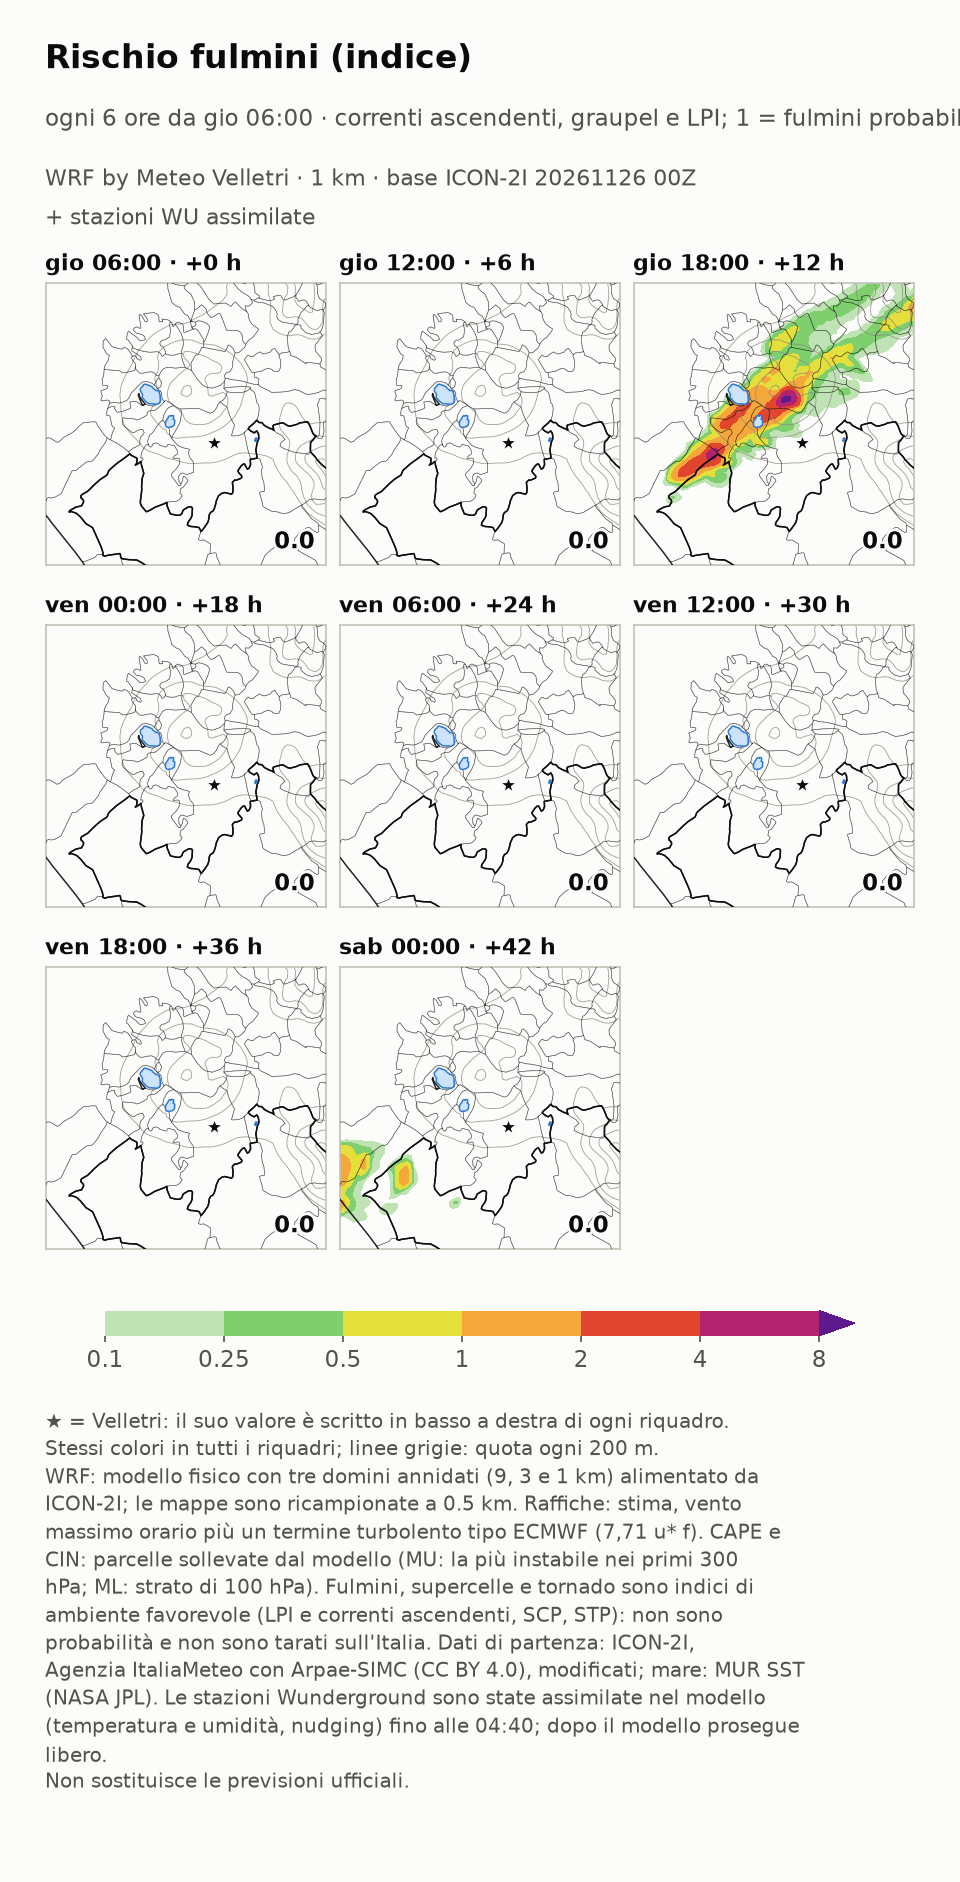 Rischio fulmini (indice)
ogni 6 ore da gio 06:00 · correnti ascendenti, graupel e LPI; 1 = fulmini probabil
WRF by Meteo Velletri · 1 km · base ICON-2I 20261126 00Z
+ stazioni WU assimilate
gio 06:00 · +0 h
gio 12:00 · +6 h
gio 18:00 · +12 h
0.0
0.0
0.0
ven 00:00 · +18 h
ven 06:00 · +24 h
ven 12:00 · +30 h
0.0
0.0
0.0
ven 18:00 · +36 h
sab 00:00 · +42 h
0.0
0.0
0.1
0.25
0.5
1
2
4
8
★ = Velletri: il suo valore è scritto in basso a destra di ogni riquadro.
Stessi colori in tutti i riquadri; linee grigie: quota ogni 200 m.
WRF: modello fisico con tre domini annidati (9, 3 e 1 km) alimentato da
ICON-2I; le mappe sono ricampionate a 0.5 km. Raffiche: stima, vento
massimo orario più un termine turbolento tipo ECMWF (7,71 u* f). CAPE e
CIN: parcelle sollevate dal modello (MU: la più instabile nei primi 300
hPa; ML: strato di 100 hPa). Fulmini, supercelle e tornado sono indici di
ambiente favorevole (LPI e correnti ascendenti, SCP, STP): non sono
probabilità e non sono tarati sull'Italia. Dati di partenza: ICON-2I,
Agenzia ItaliaMeteo con Arpae-SIMC (CC BY 4.0), modificati; mare: MUR SST
(NASA JPL). Le stazioni Wunderground sono state assimilate nel modello
(temperatura e umidità, nudging) fino alle 04:40; dopo il modello prosegue
libero.
Non sostituisce le previsioni ufficiali.